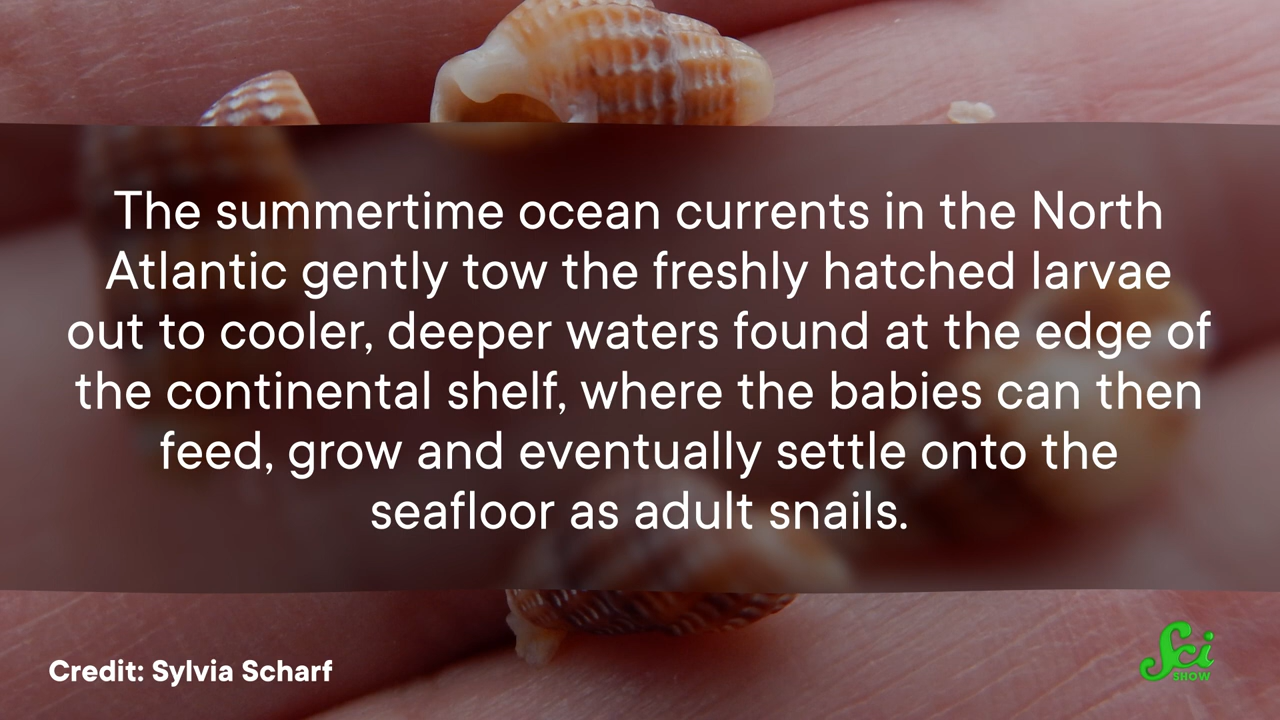 The summertime ocean currents in the North
Atlantic gently tow the freshly hatched larvae
out to cooler, deeper waters found at the edge of
the continental shelf, where the babies can then
feed, grow and eventually settle onto the
seafloor as adult snails.
Credit: Sylvia Scharf
Sci
SHOW